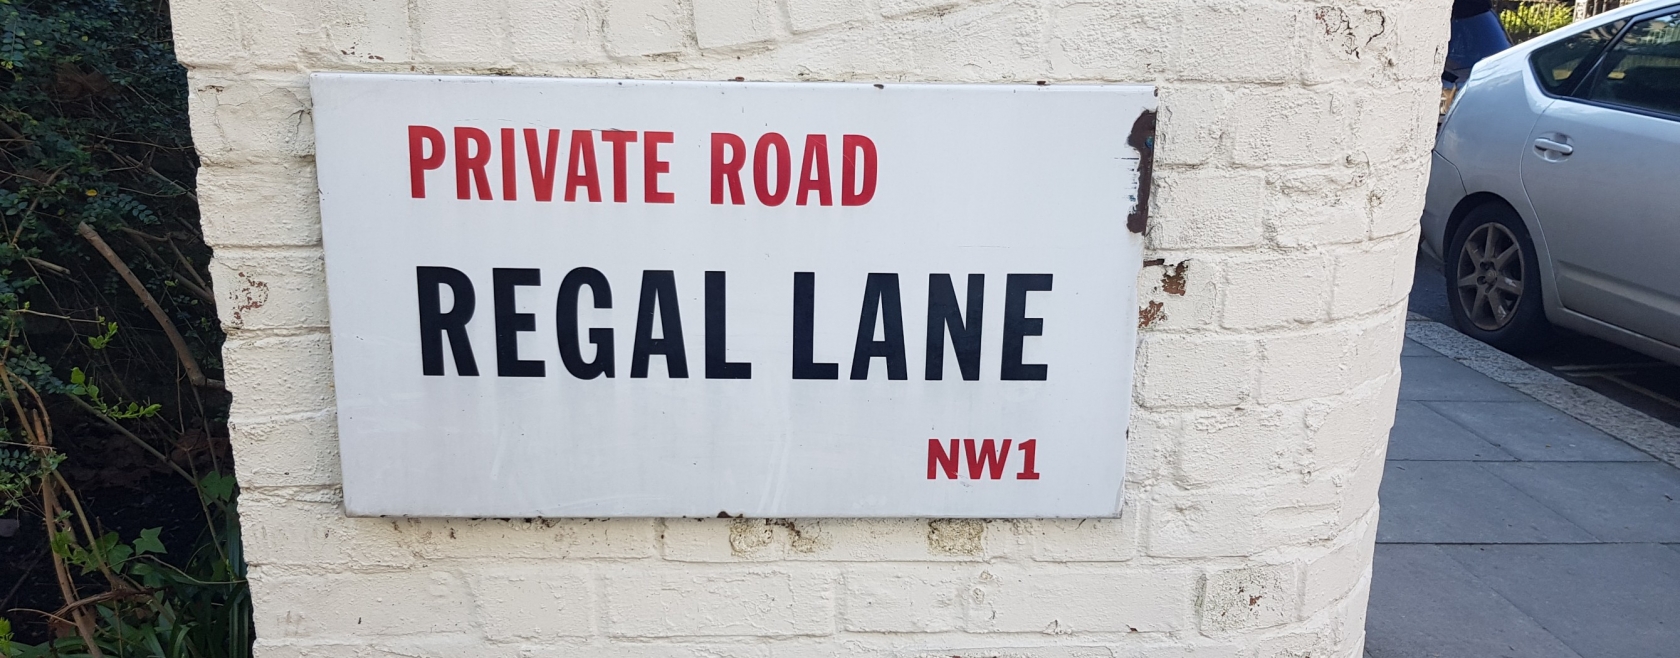 PRIVATE ROAD
REGAL LANE
NW1